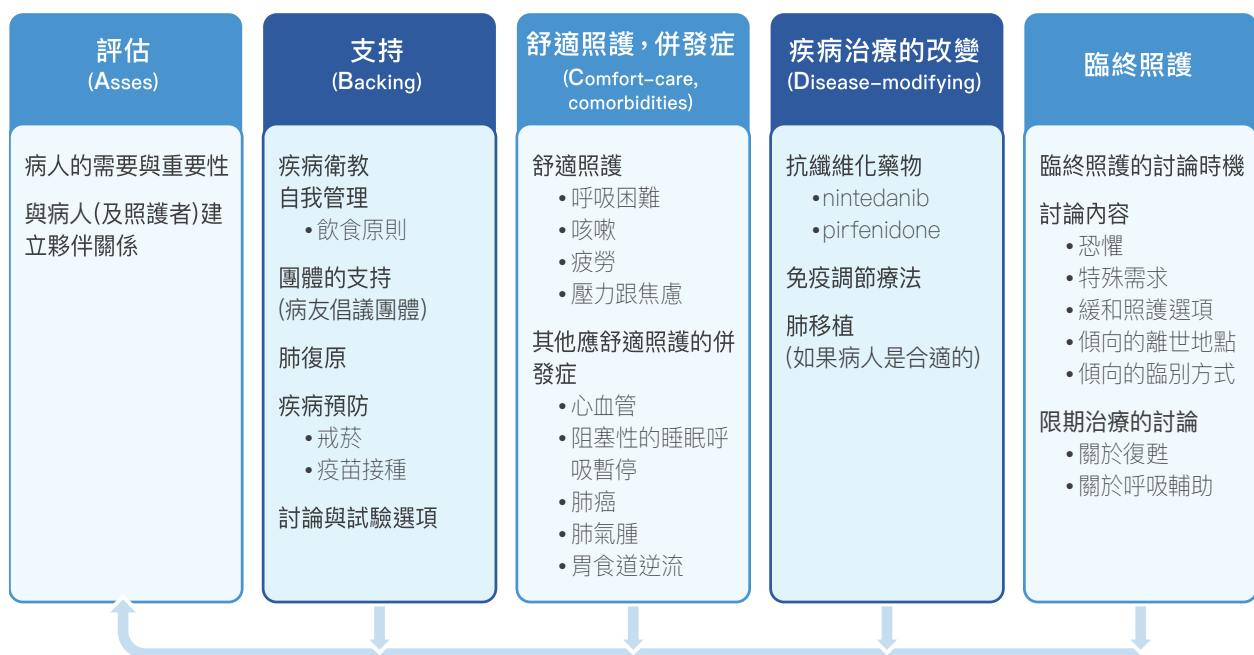 評估
(Asses)
病人的需要與重要性
與病人(及照護者)建
立夥伴關係
支持
(Backing)
疾病衛教
自我管理
•飲食原則
團體的支持
(病友倡議團體)
肺復原
疾病預防
•戒菸
•疫苗接種
討論與試驗選項
舒適照護，併發症
(Comfort-care,
comorbidities)
舒適照護
•呼吸困難
•咳嗽
•疲勞
•壓力跟焦慮
其他應舒適照護的併
發症
•心血管
•阻塞性的睡眠呼
吸暫停
•肺癌
•肺氣腫
•胃食道逆流
疾病治療的改變
(Disease-modifying)
抗纖維化藥物
•nintedanib
•pirfenidone
免疫調節療法
肺移植
(如果病人是合適的)
臨終照護
臨終照護的討論時機
討論內容
•恐懼
•特殊需求
•緩和照護選項
•傾向的離世地點
•傾向的臨別方式
限期治療的討論
•關於復甦
•關於呼吸輔助